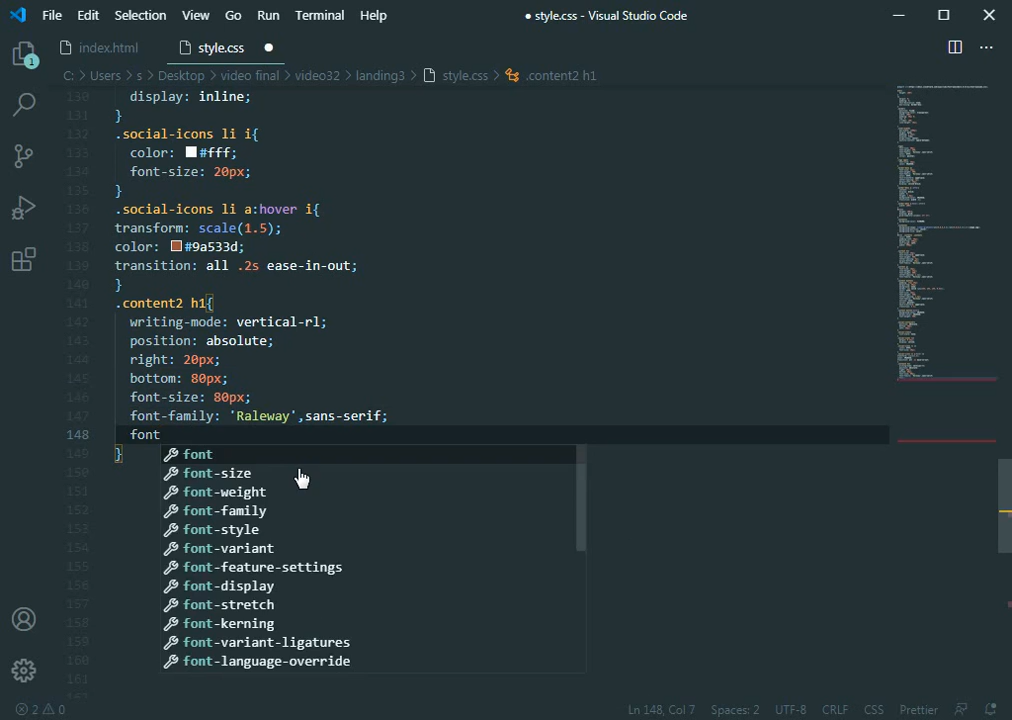 File Edit Selection View Go Run Terminal Help
● style.css - Visual Studio Code
index.html
style.css
C: > Users > s > Desktop > video final > video32 > landing3 > style.css > .content2 h1
1
130 display: inline;
131 }
132 .social-icons li i{
133 color: #fff;
134 font-size: 20px;
135 }
136 .social-icons li a:hover i{
137 transform: scale(1.5);
138 color: #9a533d;
139 transition: all .2s ease-in-out;
140 }
141 .content2 h1{
142 writing-mode: vertical-rl;
143 position: absolute;
144 right: 20px;
145 bottom: 80px;
146 font-size: 80px;
147 font-family: 'Raleway',sans-serif;
148 font
149 }
font
150 font-size
151 font-weight
152 font-family
153 font-style
154 font-variant
155 font-feature-settings
156 font-display
157 font-stretch
158 font-kerning
159 font-variant-ligatures
160 font-language-override
161
2 0
Ln 148, Col 7 Spaces: 2 UTF-8 CRLF CSS Prettier